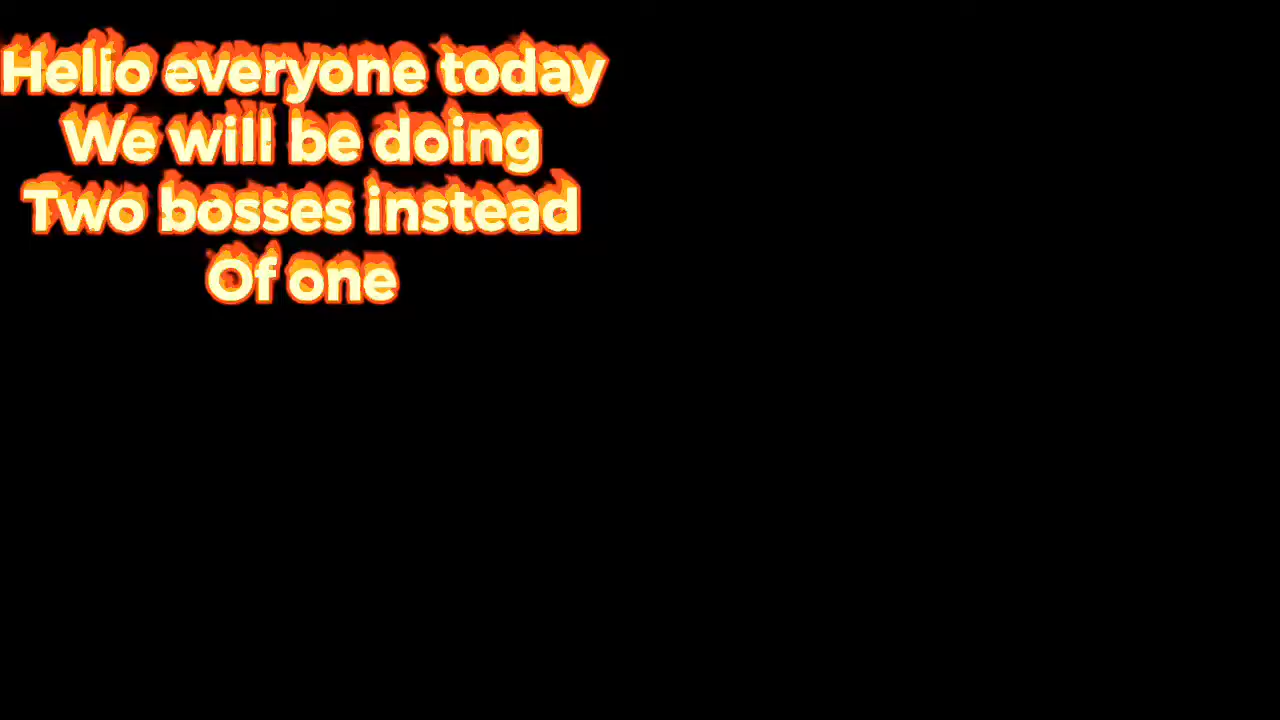 Hello everyone today
We will be doing
Two bosses instead
Of one